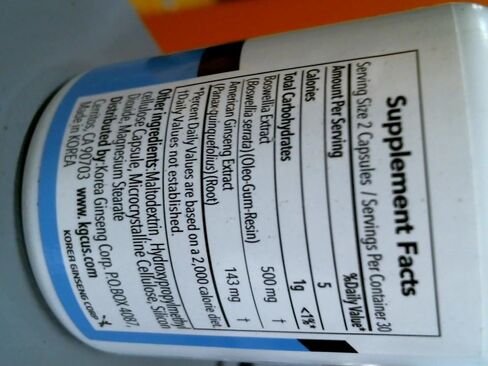 Supplement Facts
Serving Size 2 Capsules / Servings Per Container 30
Amount Per Serving %Daily Value*
Calories 5
Total Carbohydrates 1g <1%*
Boswellia Extract 500 mg †
(Boswellia serrata) (Oleo-Gum-Resin)
American Ginseng Extract 143 mg †
(Panax quinquefolius) (Root)
*Percent Daily Values are based on a 2,000 calorie diet
†Daily Values not established.
Other ingredients: Maltodextrin, Hydroxypropylmethyl
cellulose Capsule, Microcrystalline Cellulose, Silicon
Dioxide, Magnesium Stearate
Distributed by Korea Ginseng Corp. P.O.BOX 4087,
Cerritos, CA 90703 www.kgcus.com
Made in KOREA
KOREA GINSENG CORP